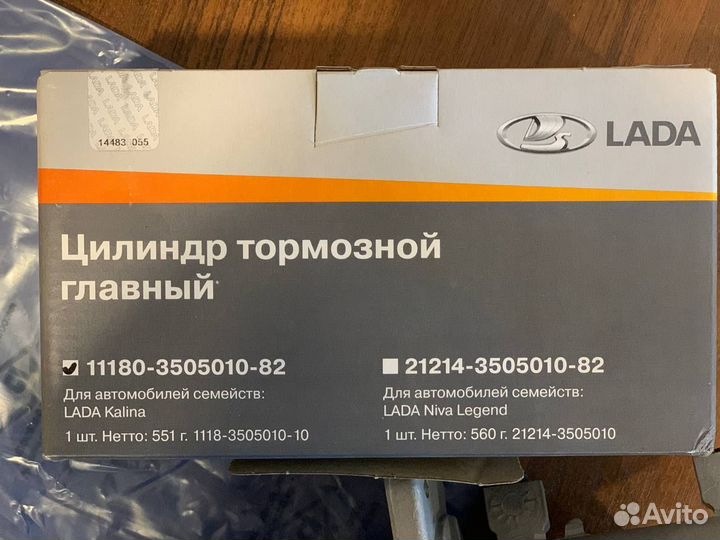 14483 055
LADA
Цилиндр тормозной
главный
11180-3505010-82
Для автомобилей семейств:
LADA Kalina
1 шт. Нетто: 551 г. 1118-3505010-10
21214-3505010-82
Для автомобилей семейств:
LADA Niva Legend
1 шт. Нетто: 560 г. 21214-3505010
Avito